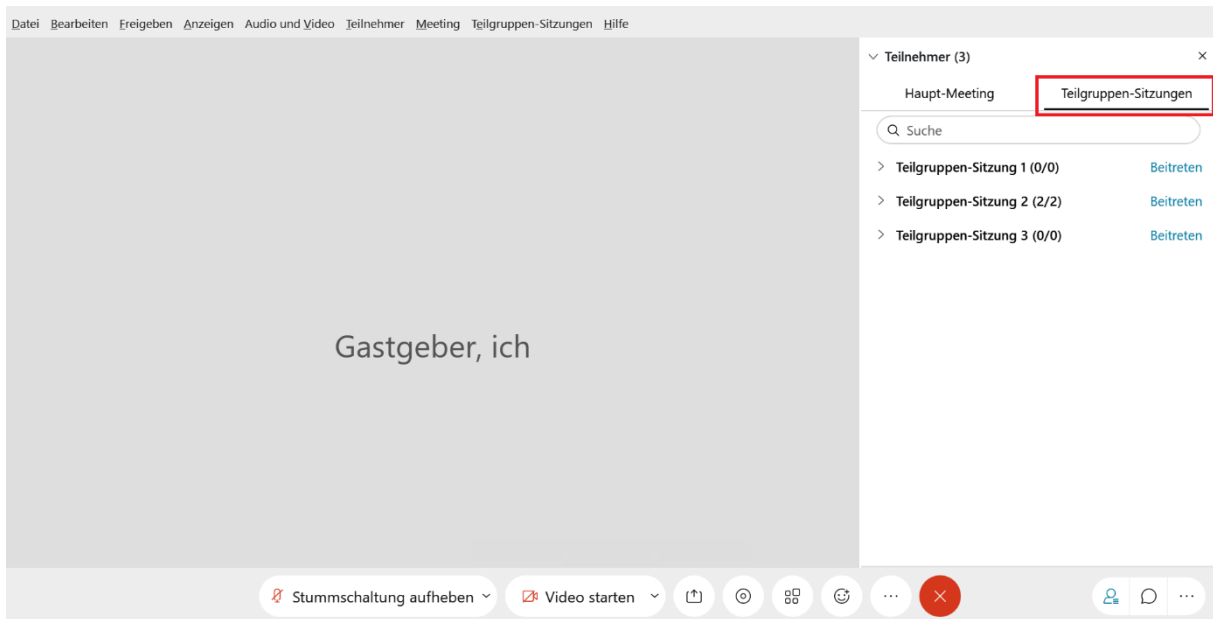 Datei Bearbeiten Freigeben Anzeigen Audio und Video Teilnehmer Meeting Teilgruppen-Sitzungen Hilfe
Teilnehmer (3)
Haupt-Meeting Teilgruppen-Sitzungen
Suche
Teilgruppen-Sitzung 1 (0/0) Beitreten
Teilgruppen-Sitzung 2 (2/2) Beitreten
Teilgruppen-Sitzung 3 (0/0) Beitreten
Gastgeber, ich
Stummschaltung aufheben Video starten